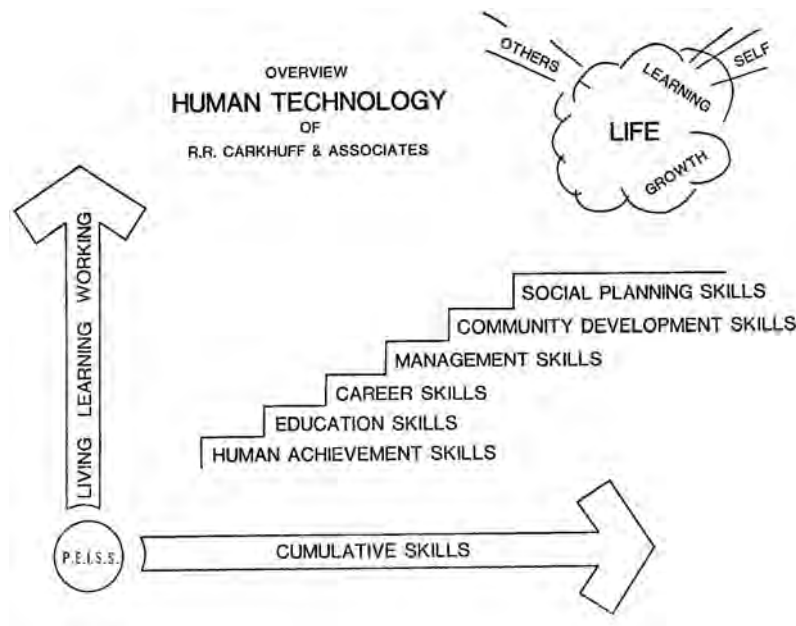 OVERVIEW
HUMAN TECHNOLOGY
OF
R.R. CARKHUFF & ASSOCIATES
OTHERS
SELF
LEARNING
LIFE
GROWTH
LIVING LEARNING WORKING
SOCIAL PLANNING SKILLS
COMMUNITY DEVELOPMENT SKILLS
MANAGEMENT SKILLS
CAREER SKILLS
EDUCATION SKILLS
HUMAN ACHIEVEMENT SKILLS
P.E.I.S.S.
CUMULATIVE SKILLS